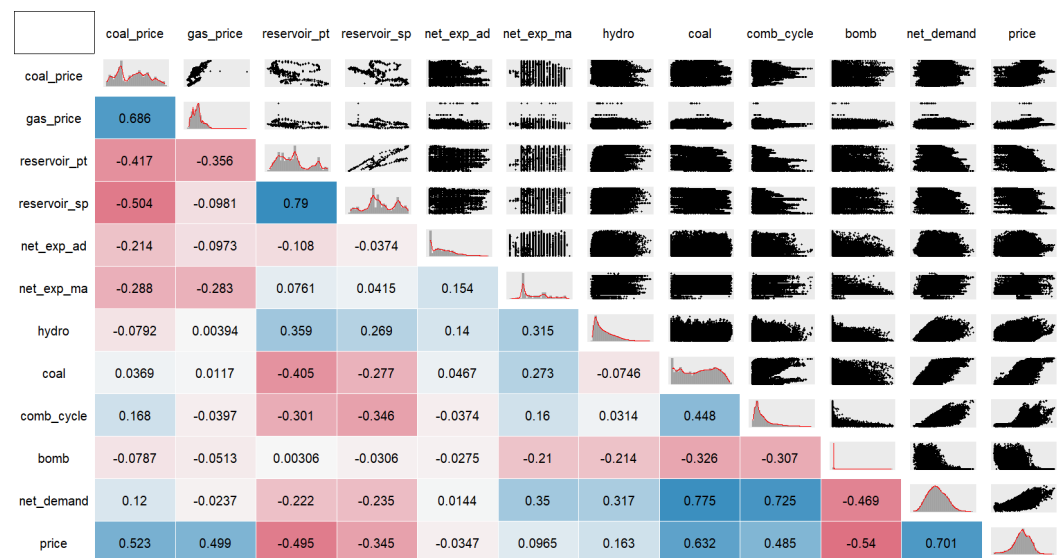 coal_price gas_price reservoir_pt reservoir_sp net_exp_ad net_exp_ma hydro coal comb_cycle bomb net_demand price
coal_price
gas_price 0.686
reservoir_pt -0.417 -0.356
reservoir_sp -0.504 -0.0981 0.79
net_exp_ad -0.214 -0.0973 -0.108 -0.0374
net_exp_ma -0.288 -0.283 0.0761 0.0415 0.154
hydro -0.0792 0.00394 0.359 0.269 0.14 0.315
coal 0.0369 0.0117 -0.405 -0.277 0.0467 0.273 -0.0746
comb_cycle 0.168 -0.0397 -0.301 -0.346 -0.0374 0.16 0.0314 0.448
bomb -0.0787 -0.0513 0.00306 -0.0306 -0.0275 -0.21 -0.214 -0.326 -0.307
net_demand 0.12 -0.0237 -0.222 -0.235 0.0144 0.35 0.317 0.775 0.725 -0.469
price 0.523 0.499 -0.495 -0.345 -0.0347 0.0965 0.163 0.632 0.485 -0.54 0.701